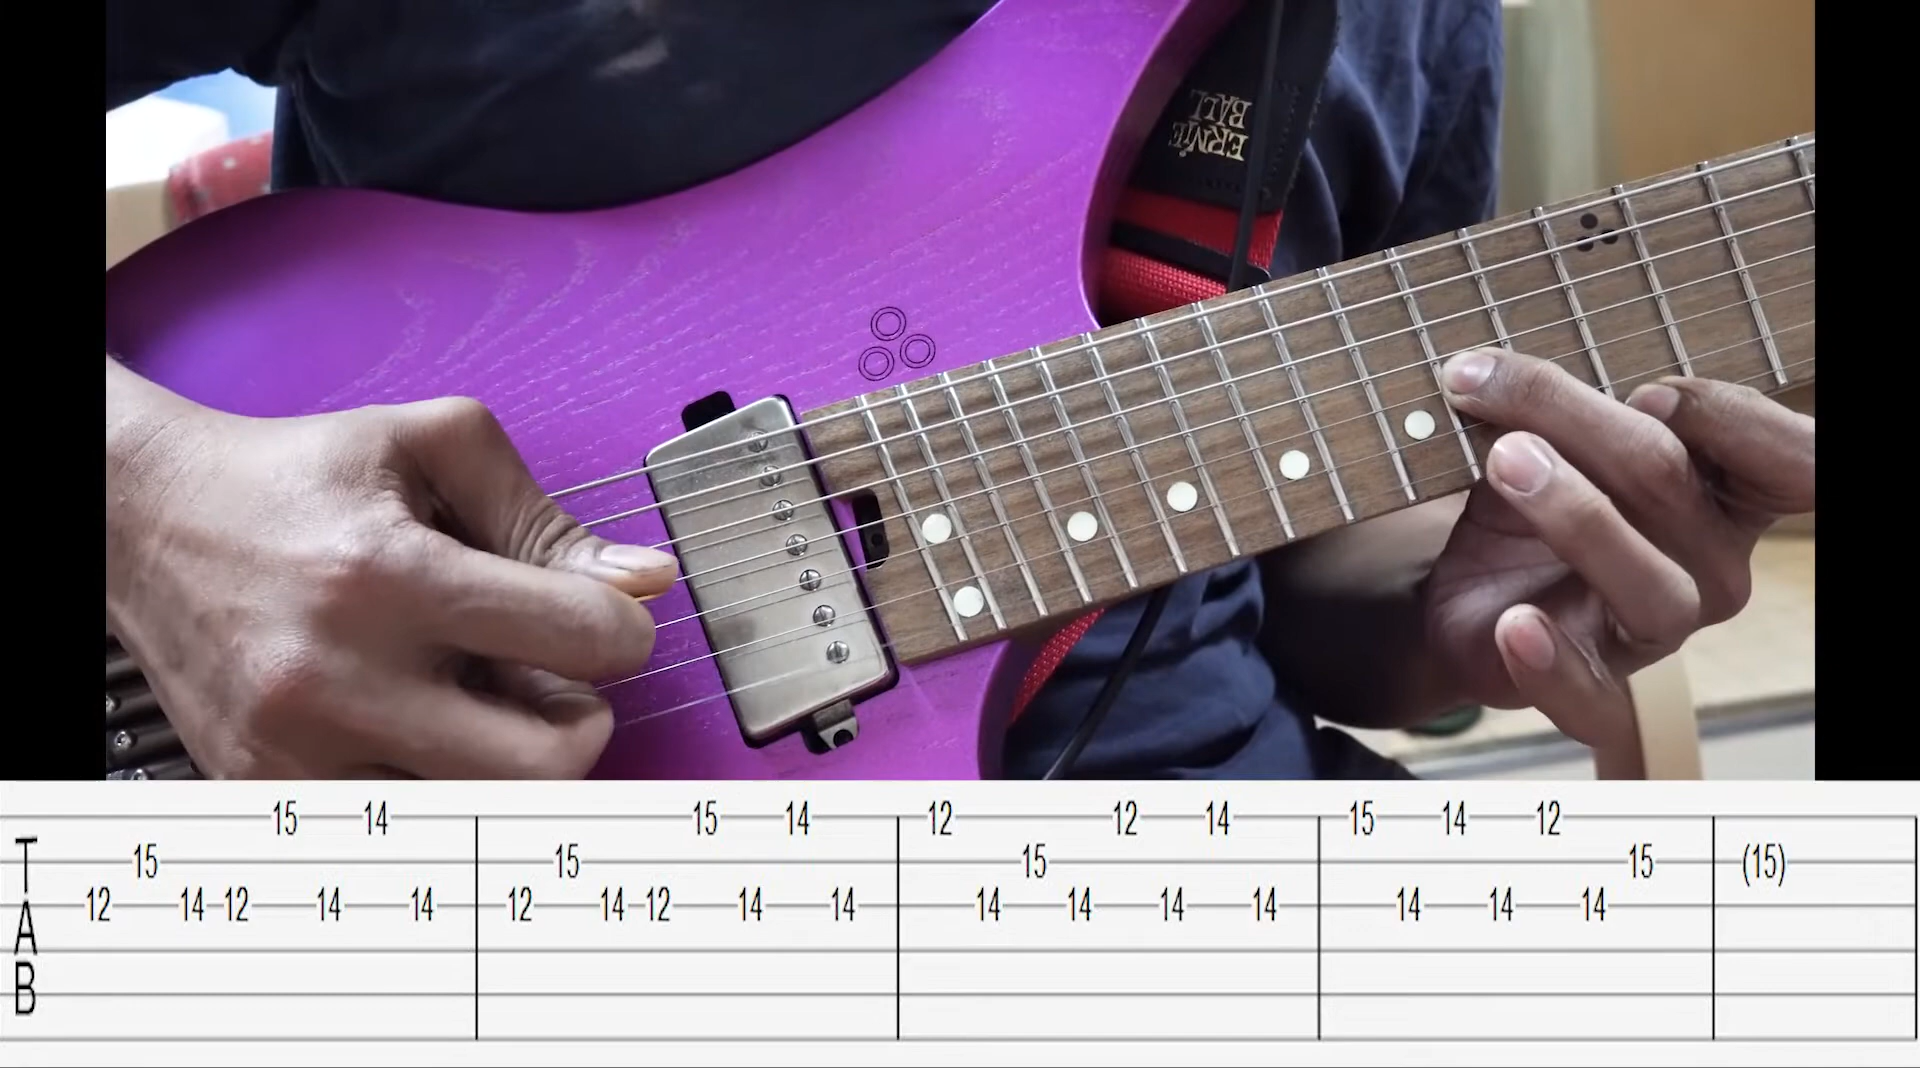 ERNIE
BALL
15 14 15 14 12 12 14 15 14 12
T 15 15 15 15 (15)
A 12 14 12 14 14 12 14 12 14 14 14 14 14 14 14 14 14
B